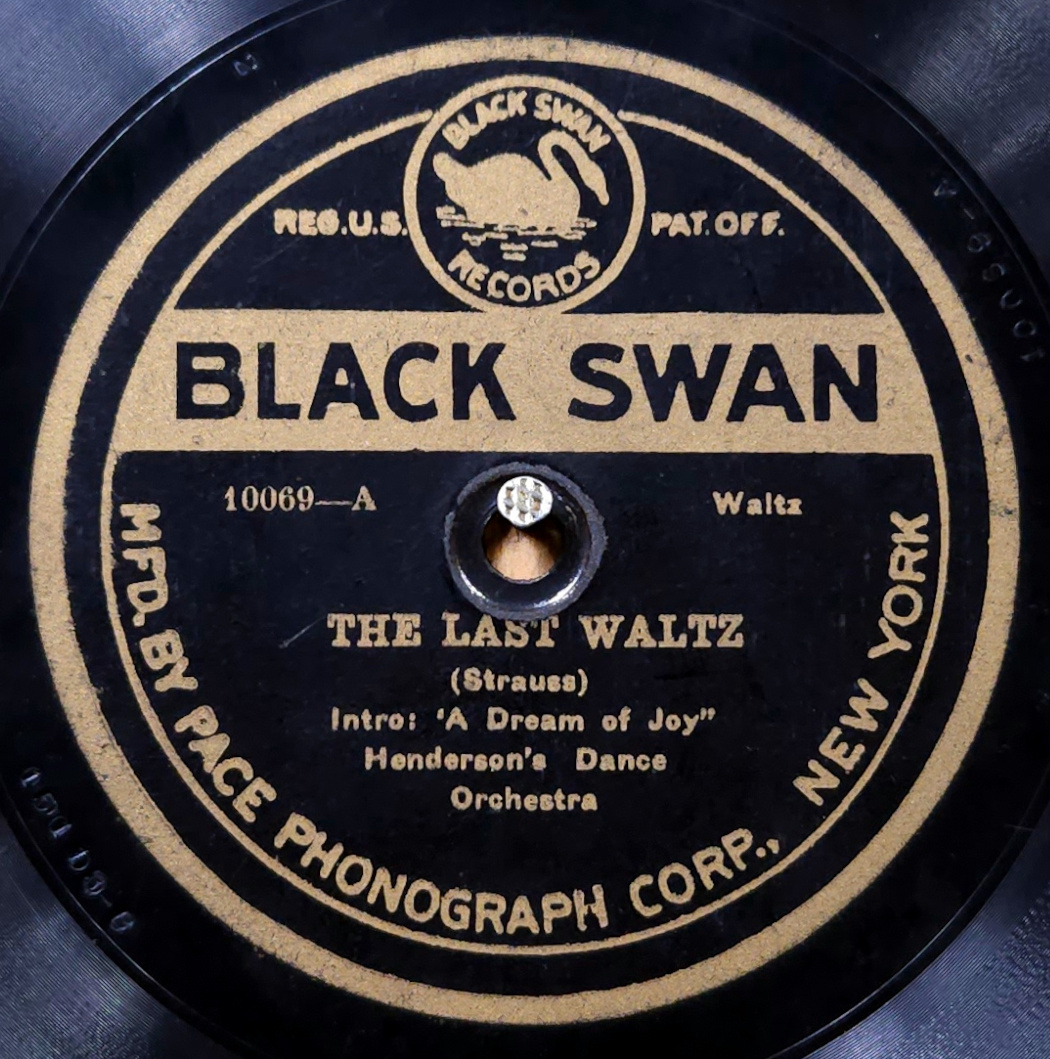 BLACK SWAN
RECORDS
REG.U.S. PAT.OFF.
BLACK SWAN
10069—A
Waltz
THE LAST WALTZ
(Strauss)
Intro: ‘A Dream of Joy”
Henderson's Dance
Orchestra
MFD. BY PACE PHONOGRAPH CORP., NEW YORK
10069-A